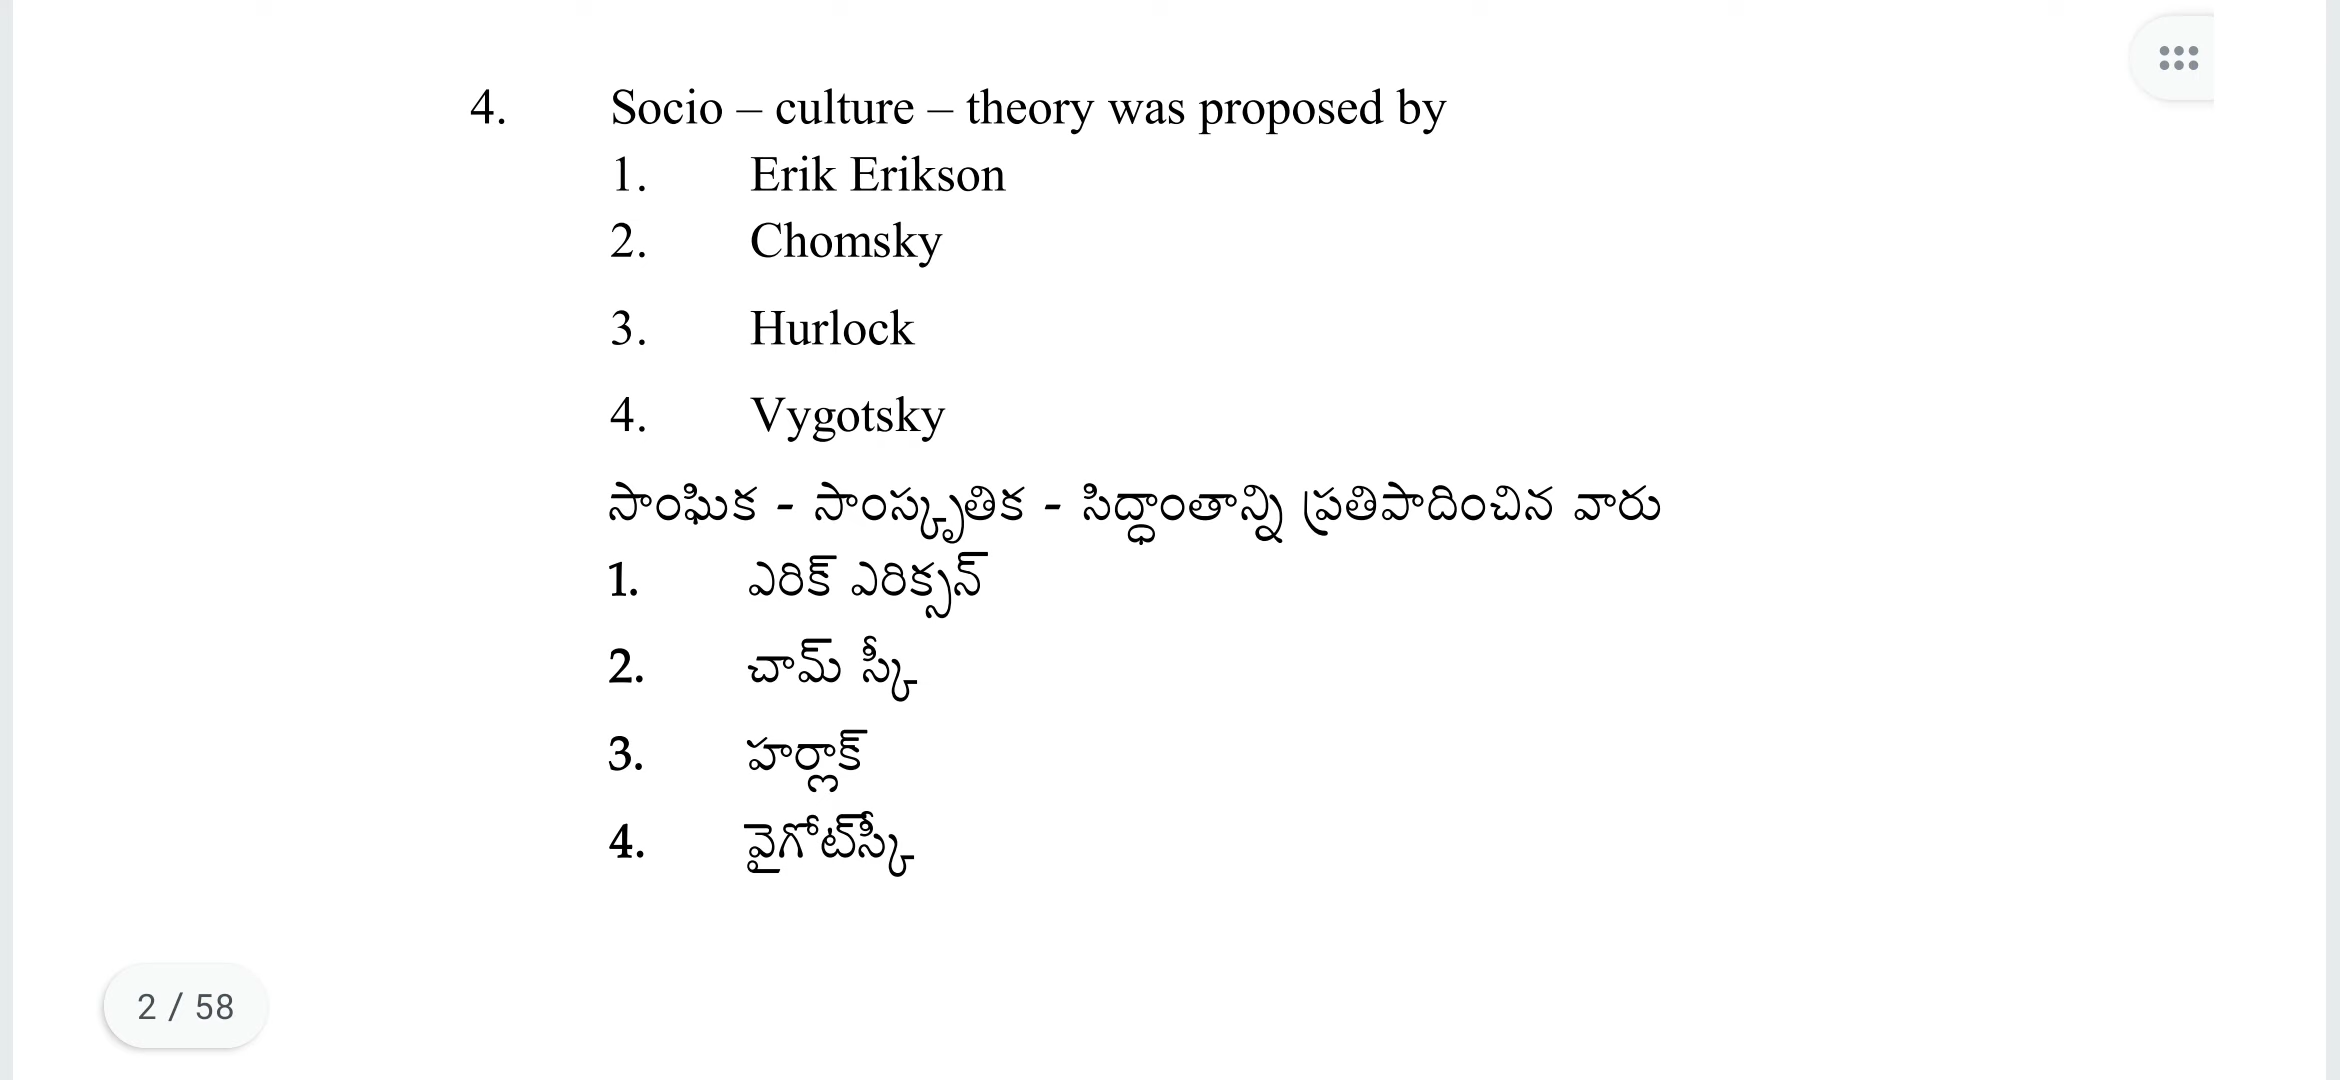 4. Socio – culture – theory was proposed by
1. Erik Erikson
2. Chomsky
3. Hurlock
4. Vygotsky
సాంఘిక - సాంస్కృతిక - సిద్ధాంతాన్ని ప్రతిపాదించిన వారు
1. ఎరిక్ ఎరిక్సన్
2. చామ్ స్కీ
3. హర్లాక్
4. వైగోట్‌స్కీ
2 / 58